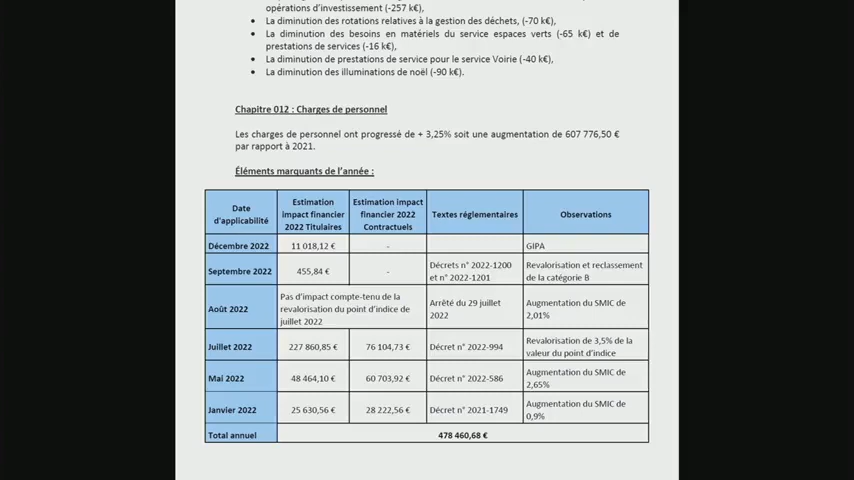 opérations d'investissement (-257 k€),
• La diminution des rotations relatives à la gestion des déchets, (-70 k€),
• La diminution des besoins en matériels du service espaces verts (-65 k€) et de
prestations de services (-16 k€),
• La diminution de prestations de service pour le service Voirie (-40 k€),
• La diminution des illuminations de noël (-90 k€).
Chapitre 012 : Charges de personnel
Les charges de personnel ont progressé de + 3,25% soit une augmentation de 607 776,50 €
par rapport à 2021.
Éléments marquants de l'année :
Date d'applicabilité | Estimation impact financier 2022 Titulaires | Estimation impact financier 2022 Contractuels | Textes réglementaires | Observations
Décembre 2022 | 11 018,12 € | - | | GIPA
Septembre 2022 | 455,84 € | - | Décrets n° 2022-1200 et n° 2022-1201 | Revalorisation et reclassement de la catégorie B
Août 2022 | Pas d'impact compte-tenu de la revalorisation du point d'indice de juillet 2022 | Arrêté du 29 juillet 2022 | Augmentation du SMIC de 2,01%
Juillet 2022 | 227 860,85 € | 76 104,73 € | Décret n° 2022-994 | Revalorisation de 3,5% de la valeur du point d'indice
Mai 2022 | 48 464,10 € | 60 703,92 € | Décret n° 2022-586 | Augmentation du SMIC de 2,65%
Janvier 2022 | 25 630,56 € | 28 222,56 € | Décret n° 2021-1749 | Augmentation du SMIC de 0,9%
Total annuel | 478 460,68 €